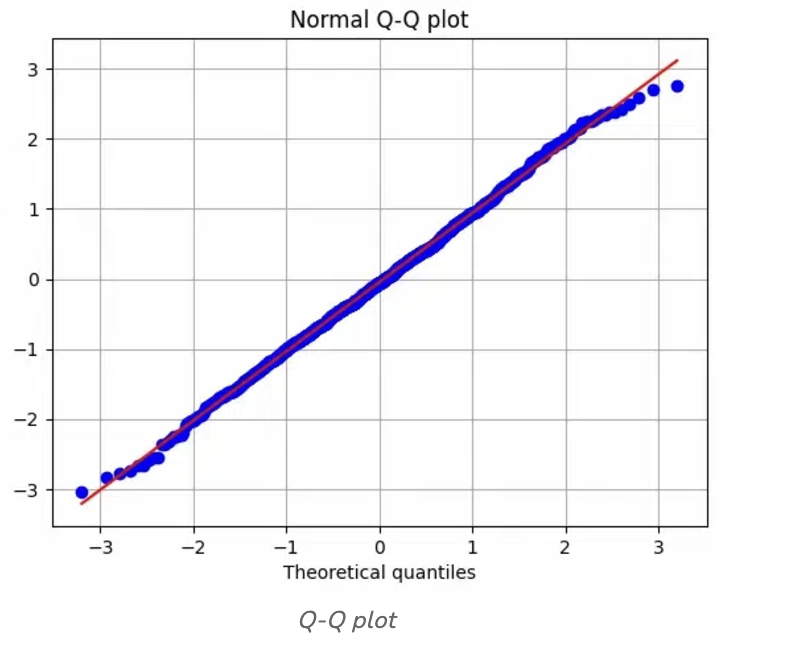 Normal Q-Q plot
3
2
1
0
−1
−2
−3
−3 −2 −1 0 1 2 3
Theoretical quantiles
Q-Q plot